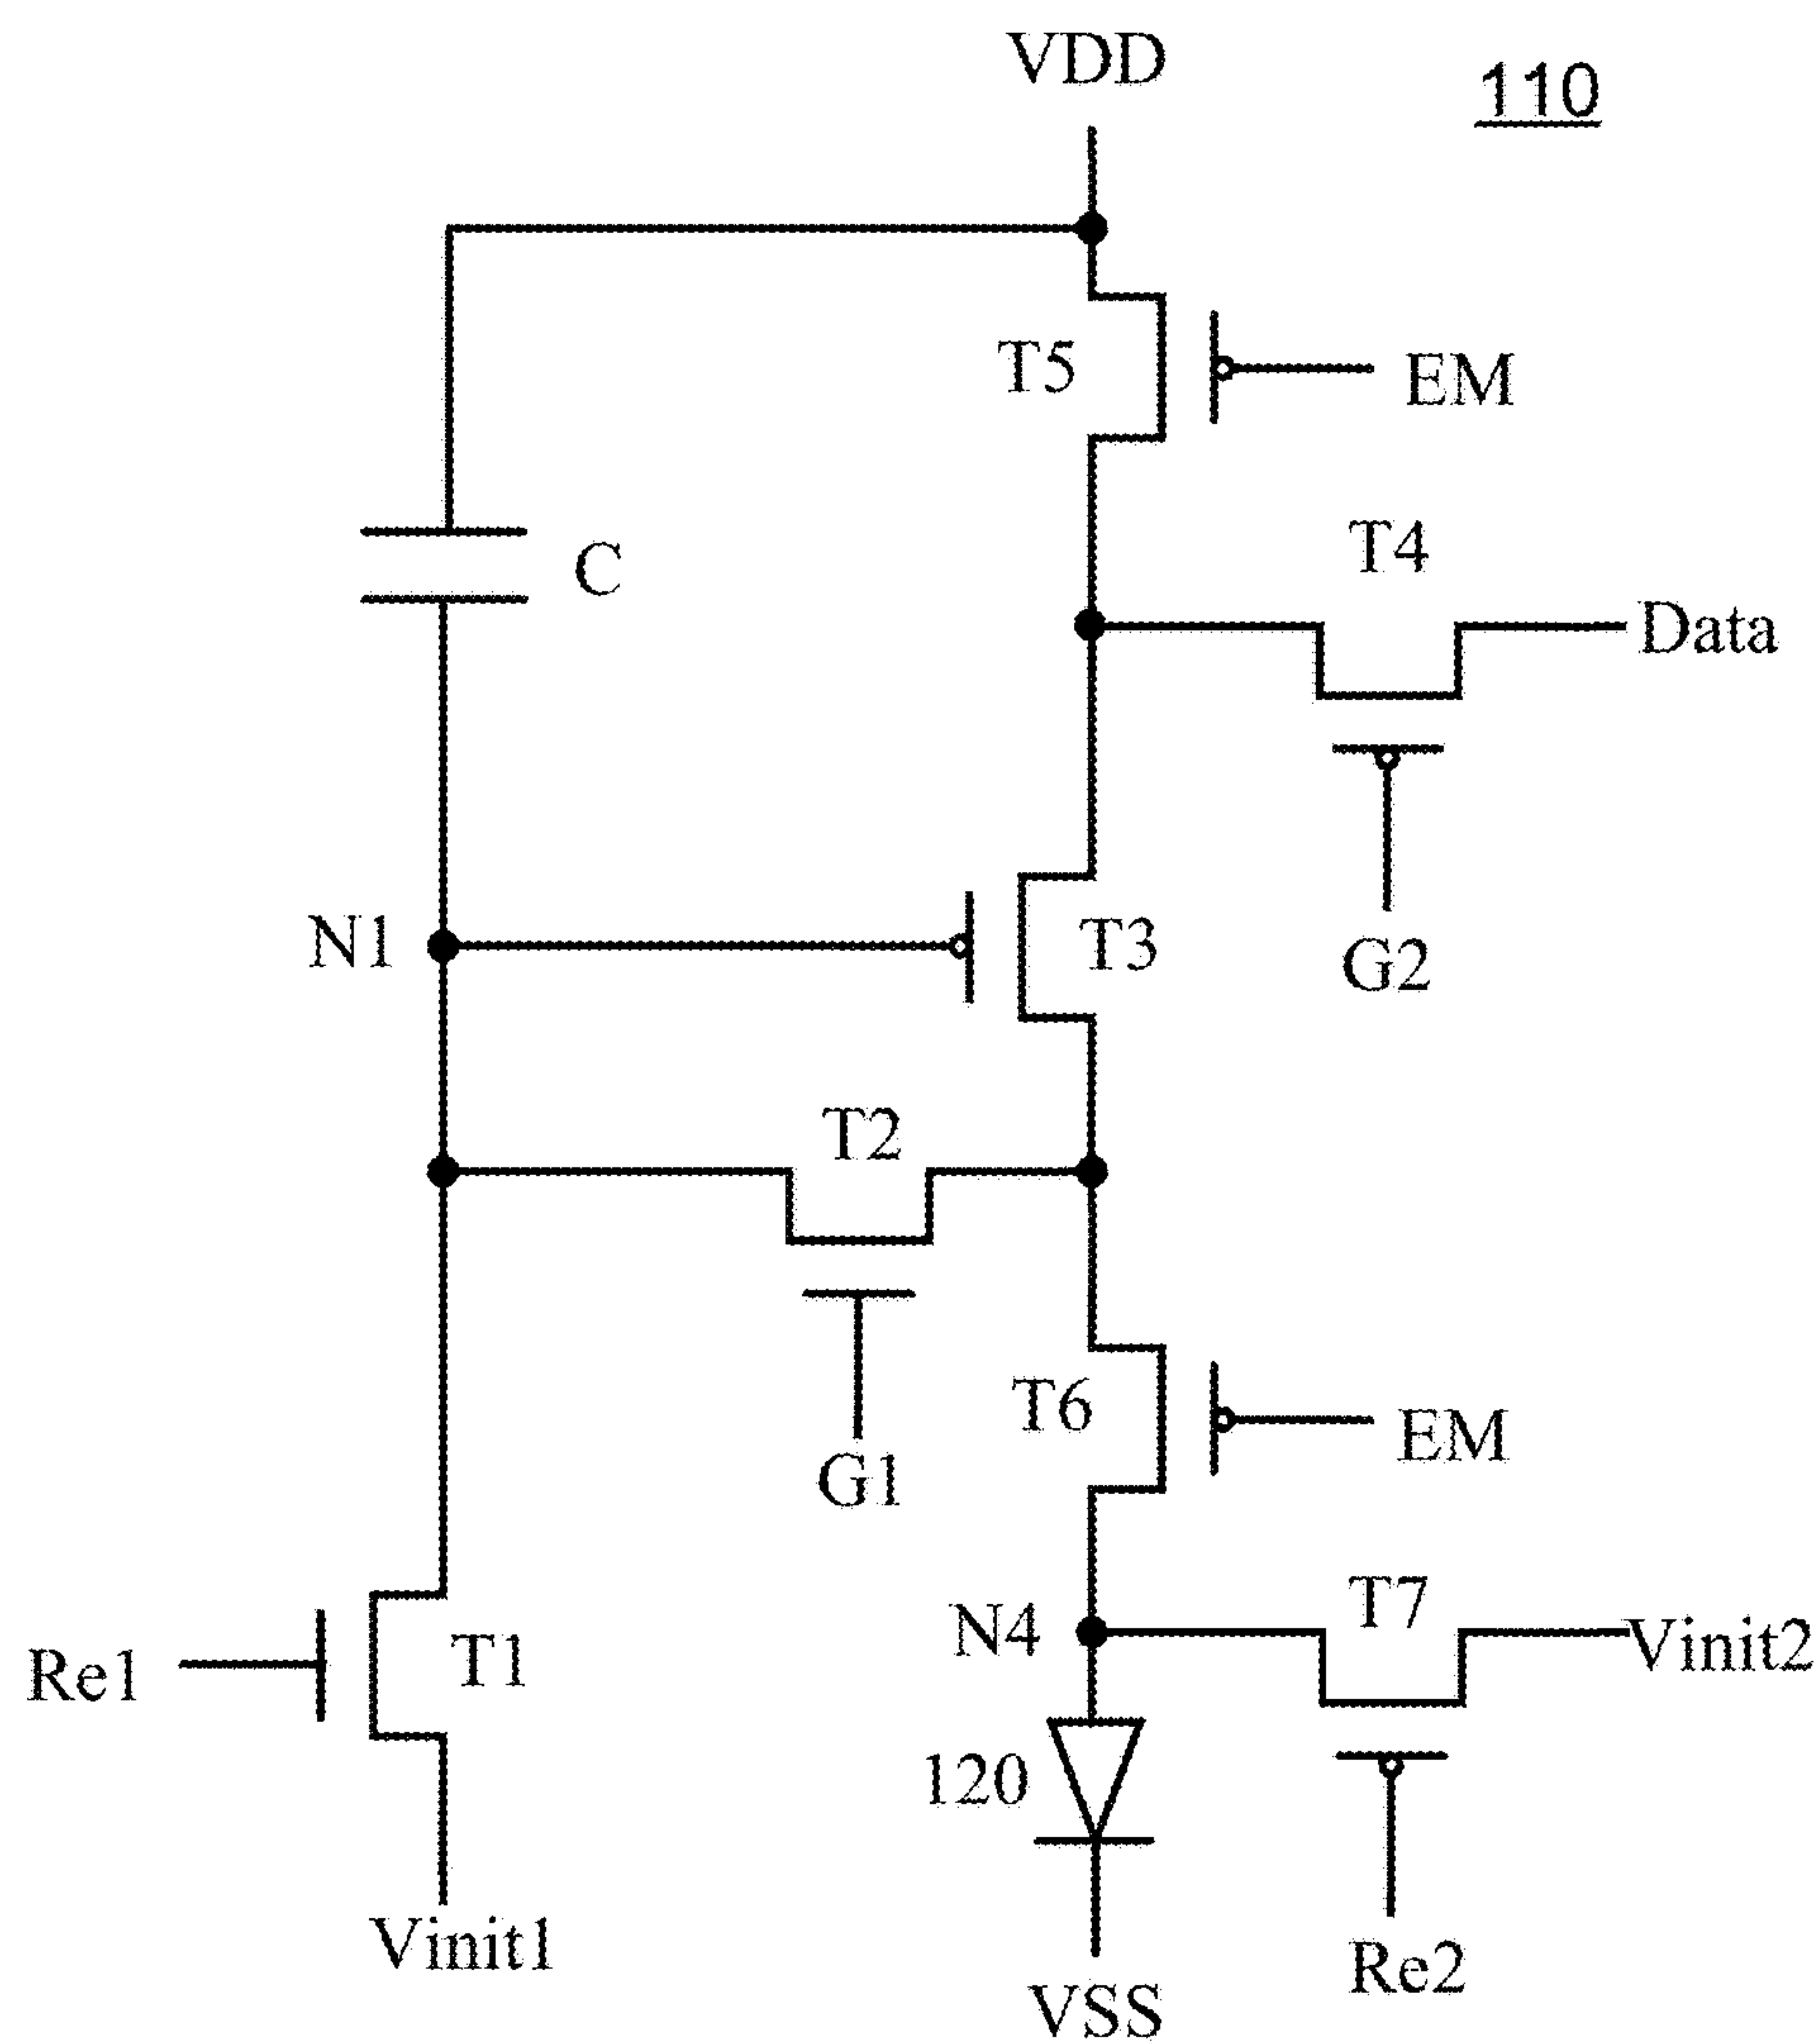 VDD
110
T5
EM
T4
C
Data
N1
T3
G2
T2
T6
EM
G1
T7
N4
Vinit2
Re1
T1
120
Vinit1
Re2
VSS